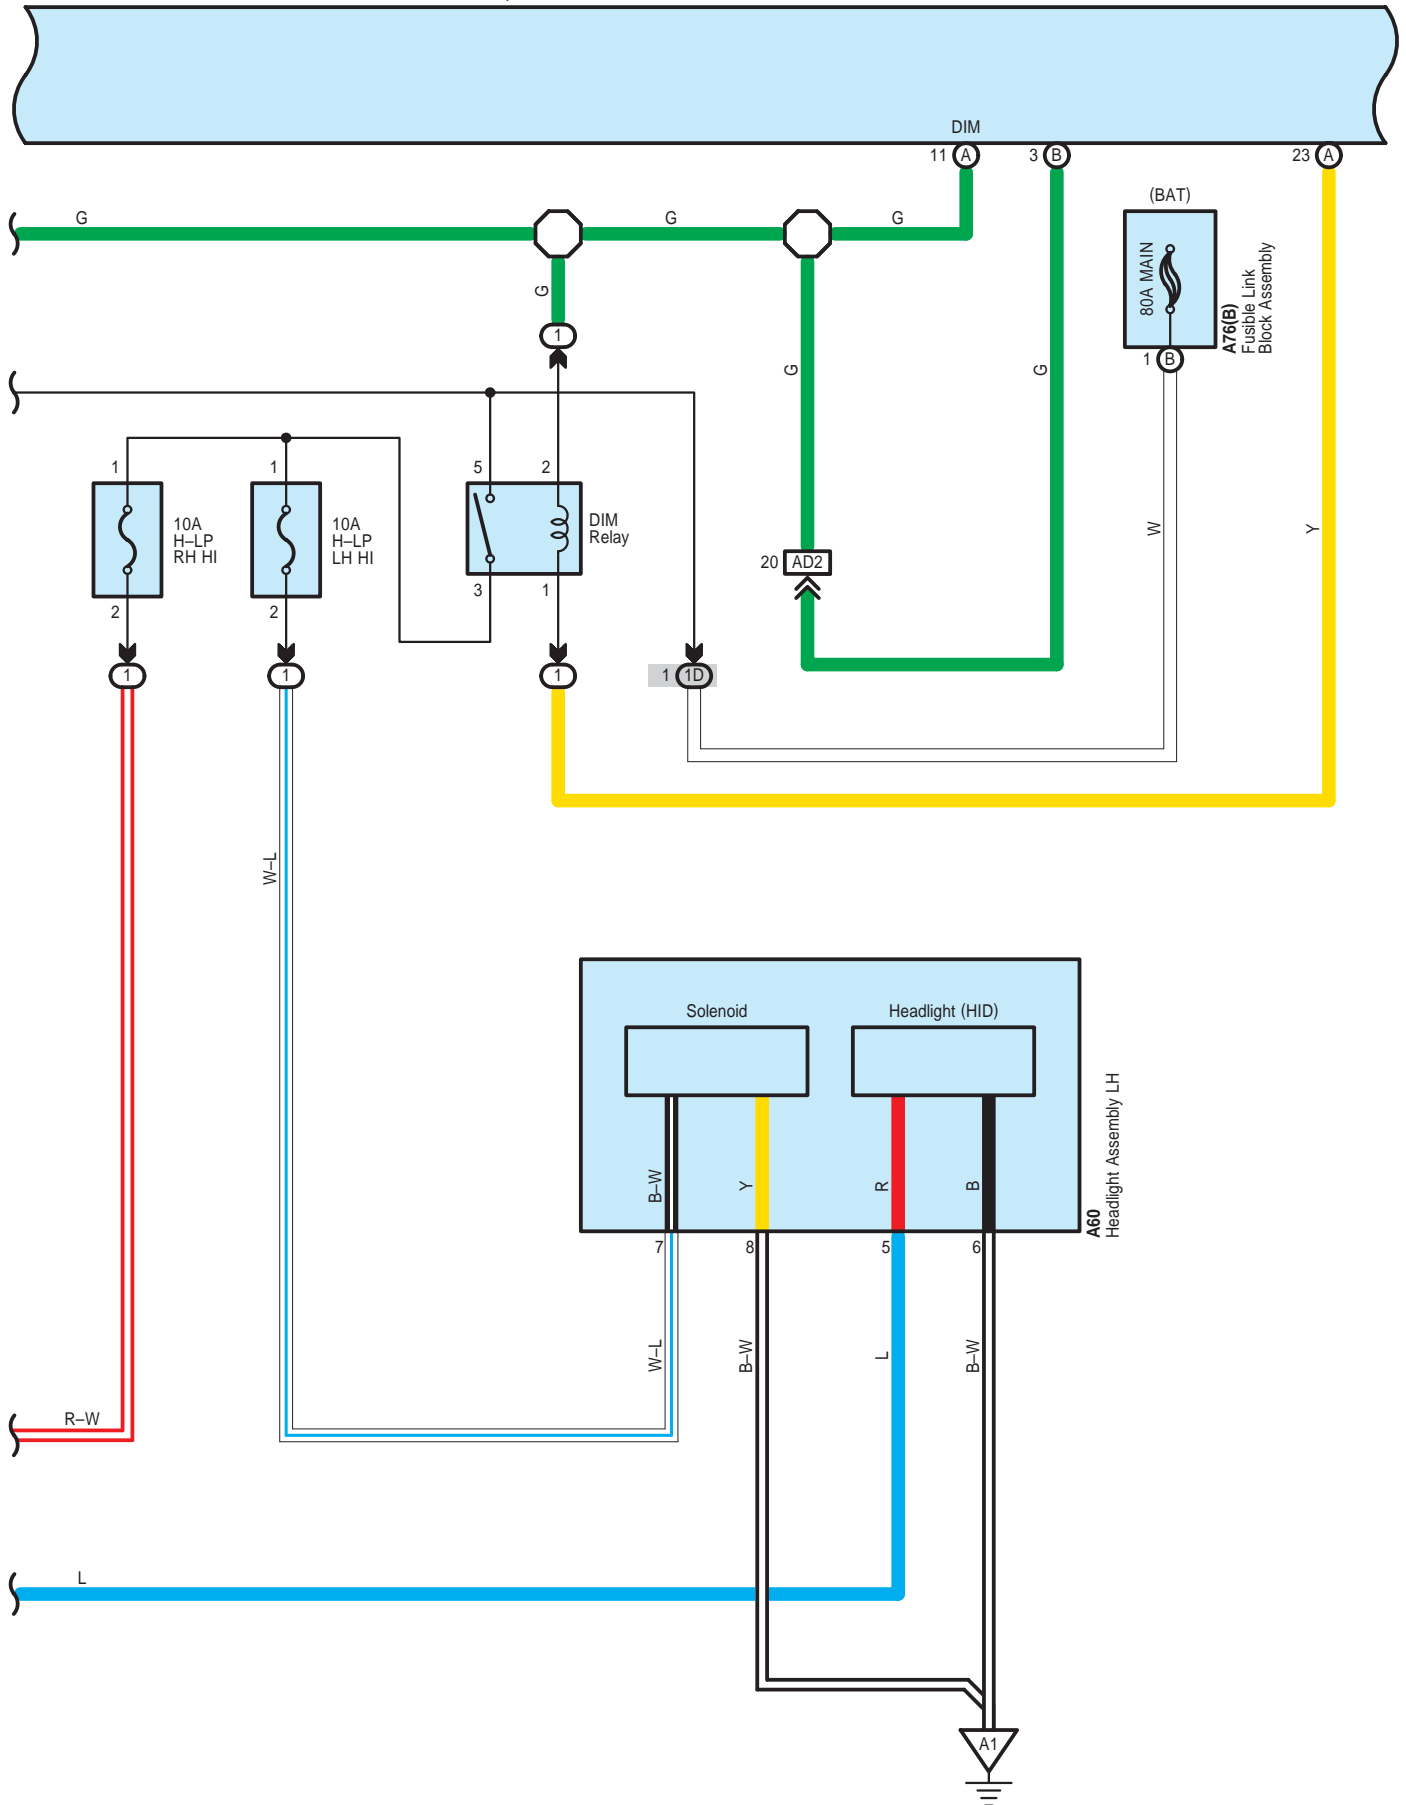 DIM
11 A
3 B
23 A
(BAT)
G
G
G
G
80A MAIN
A76(B)
Fusible Link
Block Assembly
1
1 B
G
G
1
1
5
2
10A
H–LP
RH HI
10A
H–LP
LH HI
DIM
Relay
W
Y
20 AD2
2
2
3
1
1
1
1
1 1D
W–L
Solenoid
Headlight (HID)
B–W
Y
R
B
A60
Headlight Assembly LH
7
8
5
6
W–L
B–W
L
B–W
R–W
L
A1